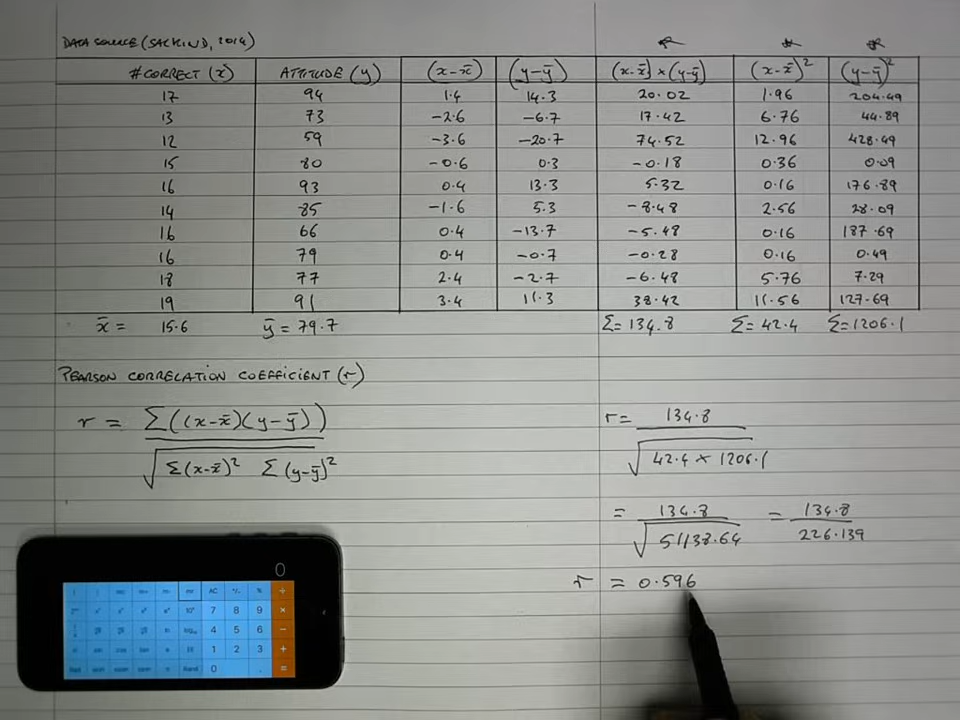 DATA SOURCE (SALKIND, 2014)
# CORRECT (x) ATTITUDE (y) (x-x̄) (y-ȳ) (x-x̄)×(y-ȳ) (x-x̄)² (y-ȳ)²
17 94 1.4 14.3 20.02 1.96 204.49
13 73 -2.6 -6.7 17.42 6.76 44.89
12 59 -3.6 -20.7 74.52 12.96 428.49
15 80 -0.6 0.3 -0.18 0.36 0.09
16 93 0.4 13.3 5.32 0.16 176.89
14 85 -1.6 5.3 -8.48 2.56 28.09
16 66 0.4 -13.7 -5.48 0.16 187.69
16 79 0.4 -0.7 -0.28 0.16 0.49
18 77 2.4 -2.7 -6.48 5.76 7.29
19 91 3.4 11.3 38.42 11.56 127.69
x̄ = 15.6 ȳ = 79.7 Σ=134.8 Σ=42.4 Σ=1206.1
PEARSON CORRELATION COEFFICIENT (r)
r = Σ((x-x̄)(y-ȳ))
√Σ(x-x̄)² Σ(y-ȳ)²
r = 134.8
√42.4 × 1206.1
= 134.8 = 134.8
√51138.64 226.139
r = 0.596
0
AC +/- % ÷
7 8 9 ×
4 5 6 −
1 2 3 +
0 . =